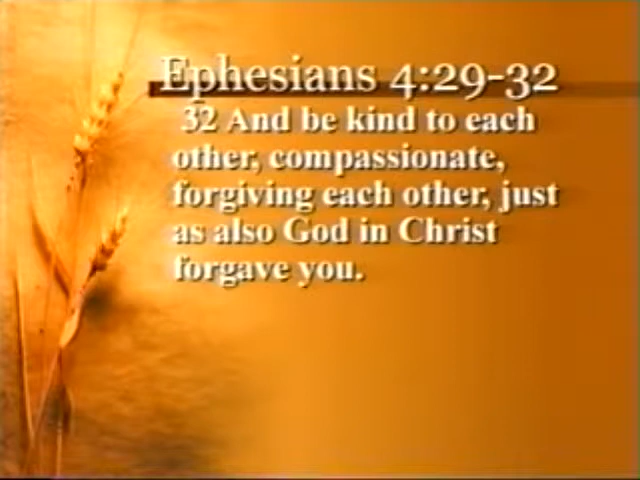 Ephesians 4:29-32
32 And be kind to each
other, compassionate,
forgiving each other, just
as also God in Christ
forgave you.